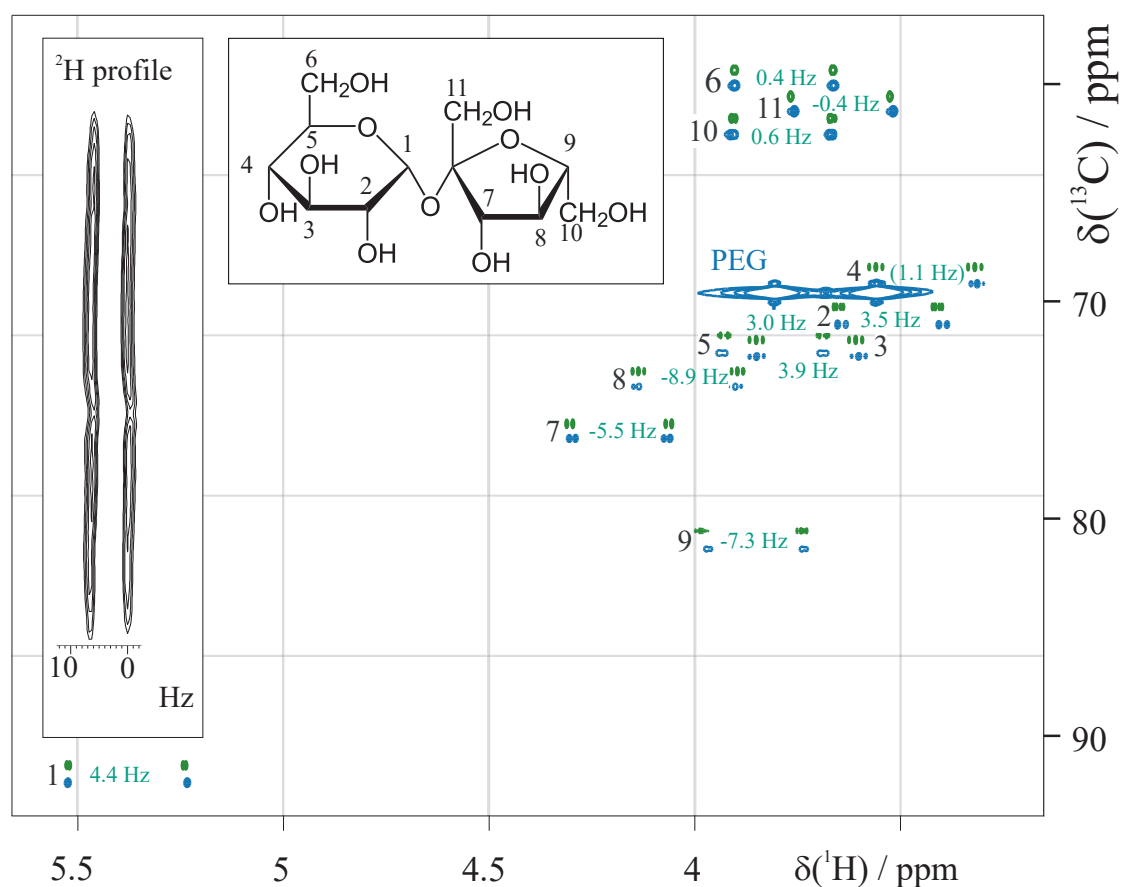 ²H profile
10 0
Hz
6
CH₂OH
11
CH₂OH
5
O
1
O
9
4
OH
HO
2
7
OH
O
CH₂OH
3
8
10
OH
OH
6 0.4 Hz
11 -0.4 Hz
10 0.6 Hz
PEG
4 (1.1 Hz)
3.0 Hz
2 3.5 Hz
5
3
3.9 Hz
8 -8.9 Hz
7 -5.5 Hz
9 -7.3 Hz
1 4.4 Hz
70
80
90
δ(¹³C) / ppm
5.5 5 4.5 4 δ(¹H) / ppm